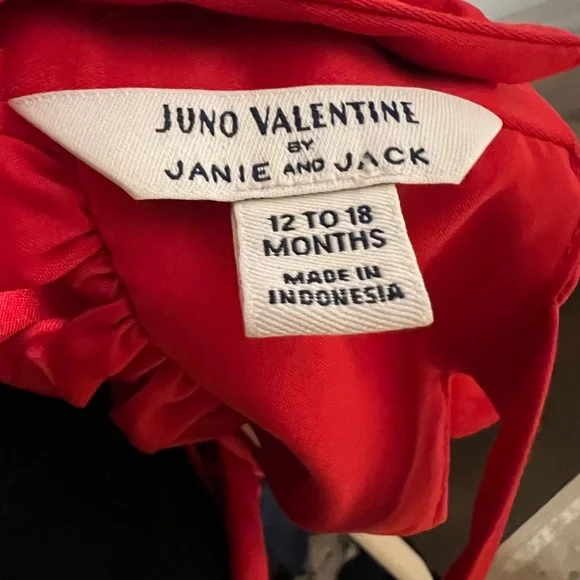 JUNO VALENTINE
BY
JANIE AND JACK
12 TO 18
MONTHS
MADE IN
INDONESIA